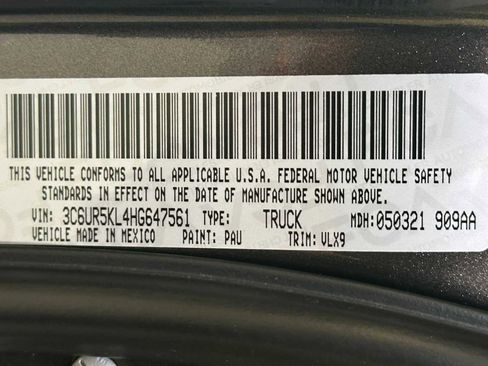 THIS VEHICLE CONFORMS TO ALL APPLICABLE U.S.A. FEDERAL MOTOR VEHICLE SAFETY
STANDARDS IN EFFECT ON THE DATE OF MANUFACTURE SHOWN ABOVE.
VIN: 3C6UR5KL4HG647561 TYPE: TRUCK MDH: 050321 909AA
VEHICLE MADE IN MEXICO PAINT: PAU TRIM: VLX9